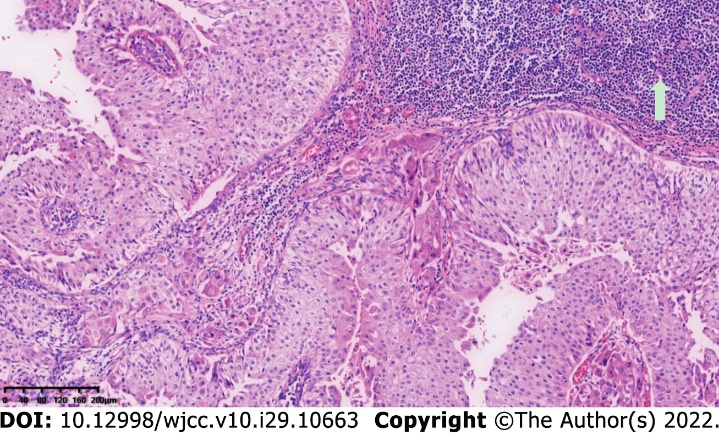 0 40 80 120 160 200μm
DOI: 10.12998/wjcc.v10.i29.10663 Copyright ©The Author(s) 2022.